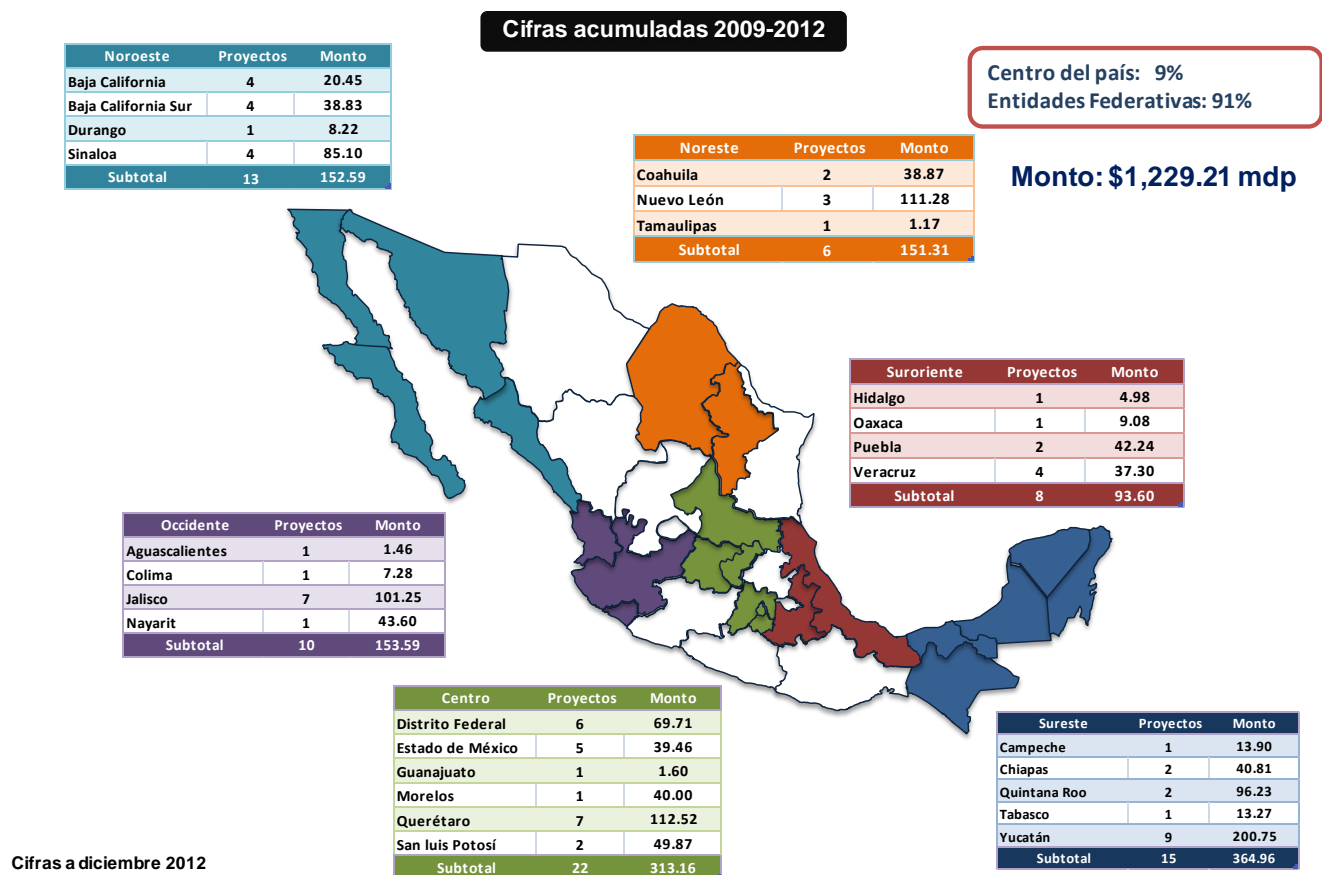 Cifras acumuladas 2009-2012
Centro del país: 9%
Entidades Federativas: 91%
Monto: $1,229.21 mdp
Noroeste Proyectos Monto
Baja California 4 20.45
Baja California Sur 4 38.83
Durango 1 8.22
Sinaloa 4 85.10
Subtotal 13 152.59
Noreste Proyectos Monto
Coahuila 2 38.87
Nuevo León 3 111.28
Tamaulipas 1 1.17
Subtotal 6 151.31
Suroriente Proyectos Monto
Hidalgo 1 4.98
Oaxaca 1 9.08
Puebla 2 42.24
Veracruz 4 37.30
Subtotal 8 93.60
Occidente Proyectos Monto
Aguascalientes 1 1.46
Colima 1 7.28
Jalisco 7 101.25
Nayarit 1 43.60
Subtotal 10 153.59
Centro Proyectos Monto
Distrito Federal 6 69.71
Estado de México 5 39.46
Guanajuato 1 1.60
Morelos 1 40.00
Querétaro 7 112.52
San luis Potosí 2 49.87
Subtotal 22 313.16
Sureste Proyectos Monto
Campeche 1 13.90
Chiapas 2 40.81
Quintana Roo 2 96.23
Tabasco 1 13.27
Yucatán 9 200.75
Subtotal 15 364.96
Cifras a diciembre 2012